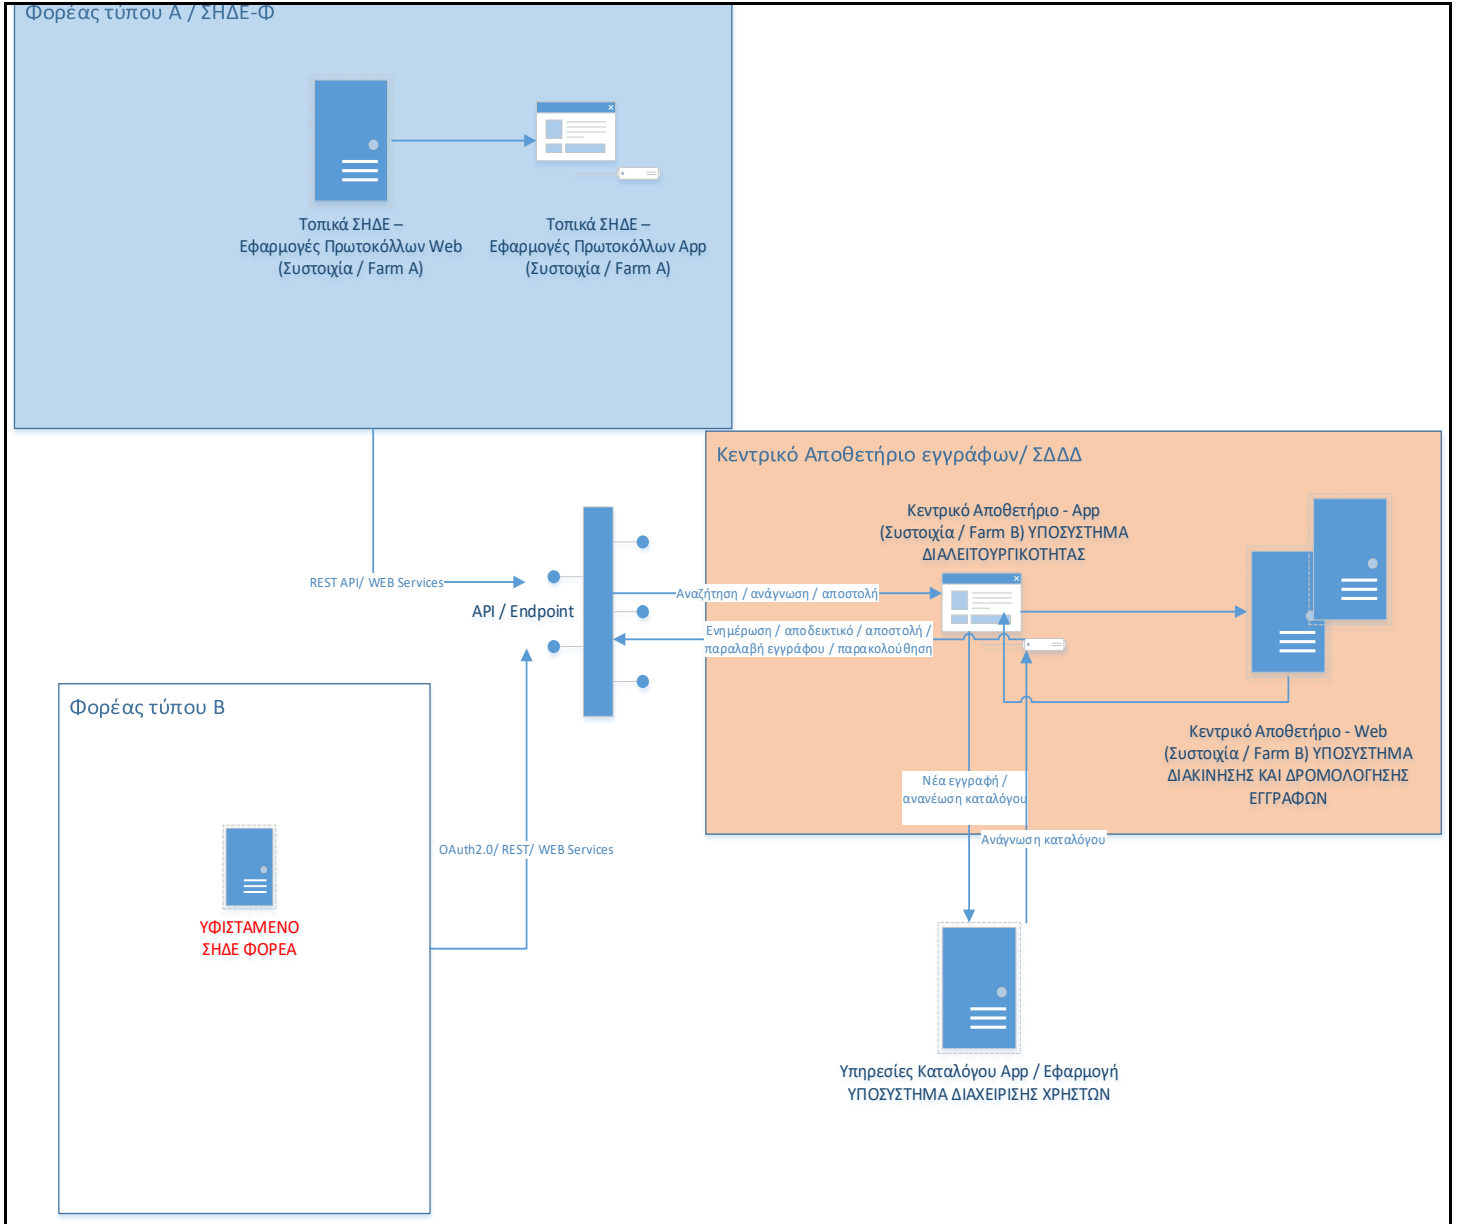 Φορέας τύπου Α / ΣΗΔΕ-Φ
Τοπικά ΣΗΔΕ –
Εφαρμογές Πρωτοκόλλων Web
(Συστοιχία / Farm A)
Τοπικά ΣΗΔΕ –
Εφαρμογές Πρωτοκόλλων App
(Συστοιχία / Farm A)
Κεντρικό Αποθετήριο εγγράφων/ ΣΔΔΔ
Κεντρικό Αποθετήριο - App
(Συστοιχία / Farm B) ΥΠΟΣΥΣΤΗΜΑ
ΔΙΑΛΕΙΤΟΥΡΓΙΚΟΤΗΤΑΣ
REST API/ WEB Services
API / Endpoint
Αναζήτηση / ανάγνωση / αποστολή
Ενημέρωση / αποδεικτικό / αποστολή /
παραλαβή εγγράφου / παρακολούθηση
Κεντρικό Αποθετήριο - Web
(Συστοιχία / Farm B) ΥΠΟΣΥΣΤΗΜΑ
ΔΙΑΚΙΝΗΣΗΣ ΚΑΙ ΔΡΟΜΟΛΟΓΗΣΗΣ
ΕΓΓΡΑΦΩΝ
Φορέας τύπου Β
Νέα εγγραφή /
ανανέωση καταλόγου
Ανάγνωση καταλόγου
OAuth2.0/ REST/ WEB Services
ΥΦΙΣΤΑΜΕΝΟ
ΣΗΔΕ ΦΟΡΕΑ
Υπηρεσίες Καταλόγου App / Εφαρμογή
ΥΠΟΣΥΣΤΗΜΑ ΔΙΑΧΕΙΡΙΣΗΣ ΧΡΗΣΤΩΝ